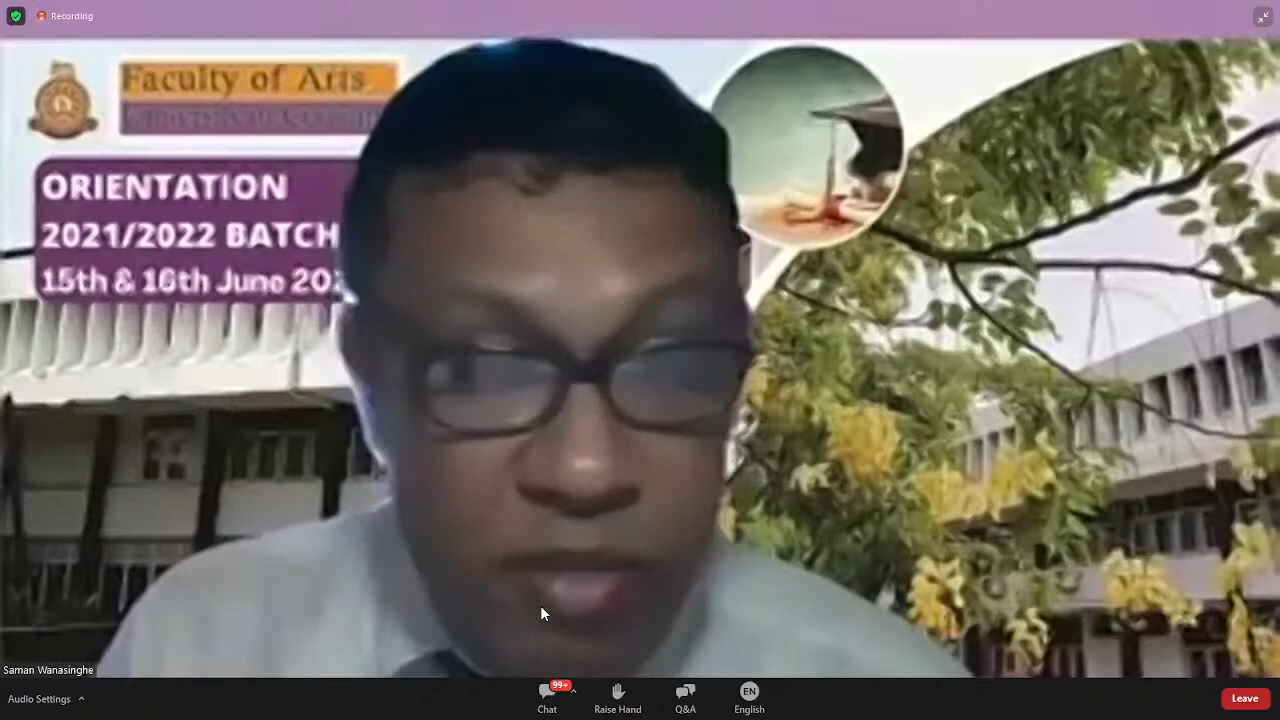 Recording
Faculty of Arts
ORIENTATION
2021/2022 BATCH
15th & 16th June
Saman Wanasinghe
Audio Settings
99+
Chat
Raise Hand
Q&A
EN
English
Leave